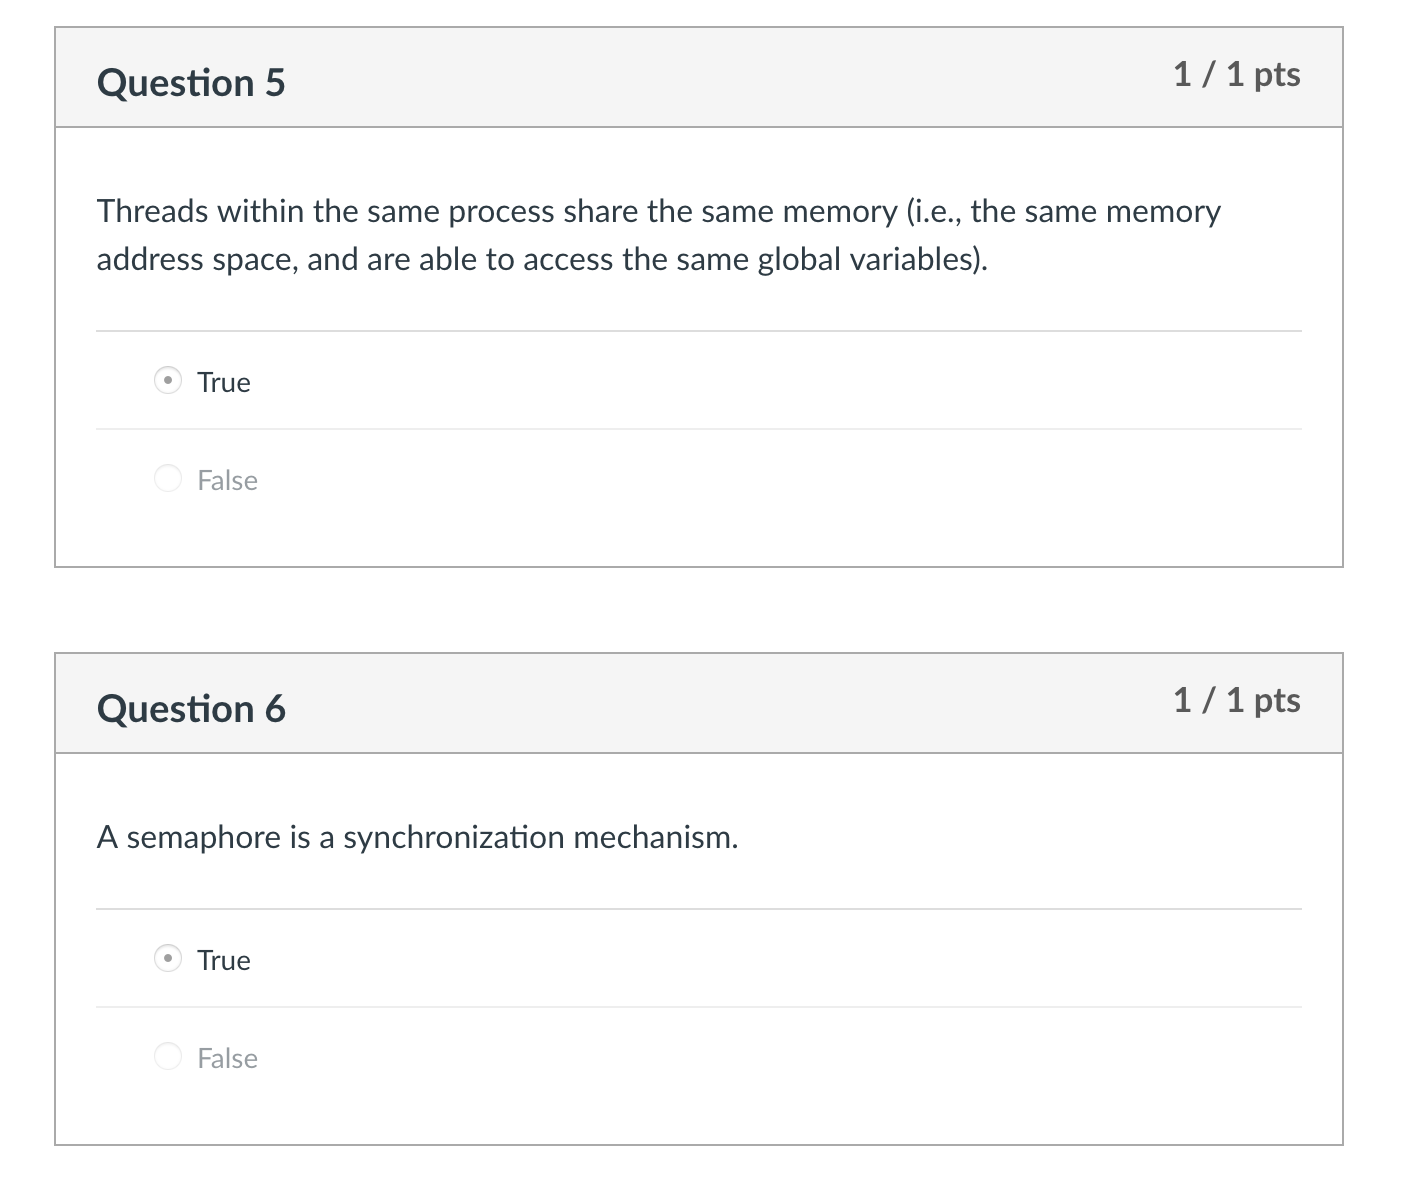 Question 5
1 / 1 pts
Threads within the same process share the same memory (i.e., the same memory
address space, and are able to access the same global variables).
True
False
Question 6
1 / 1 pts
A semaphore is a synchronization mechanism.
True
False